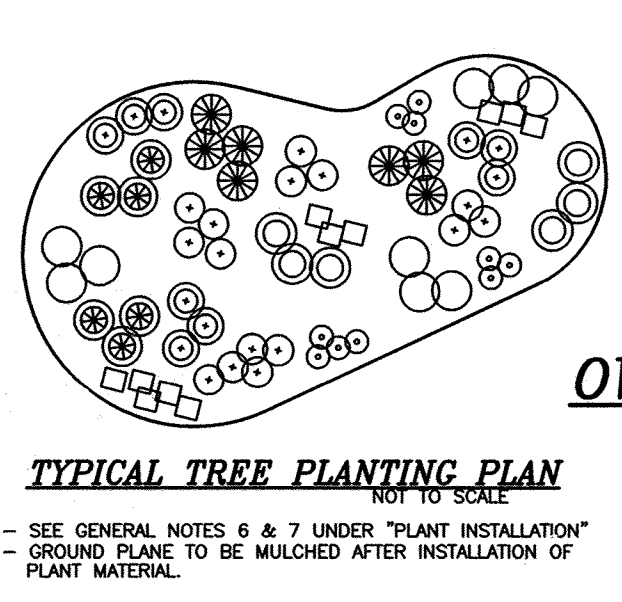 TYPICAL TREE PLANTING PLAN
NOT TO SCALE
- SEE GENERAL NOTES 6 & 7 UNDER "PLANT INSTALLATION"
- GROUND PLANE TO BE MULCHED AFTER INSTALLATION OF
PLANT MATERIAL.